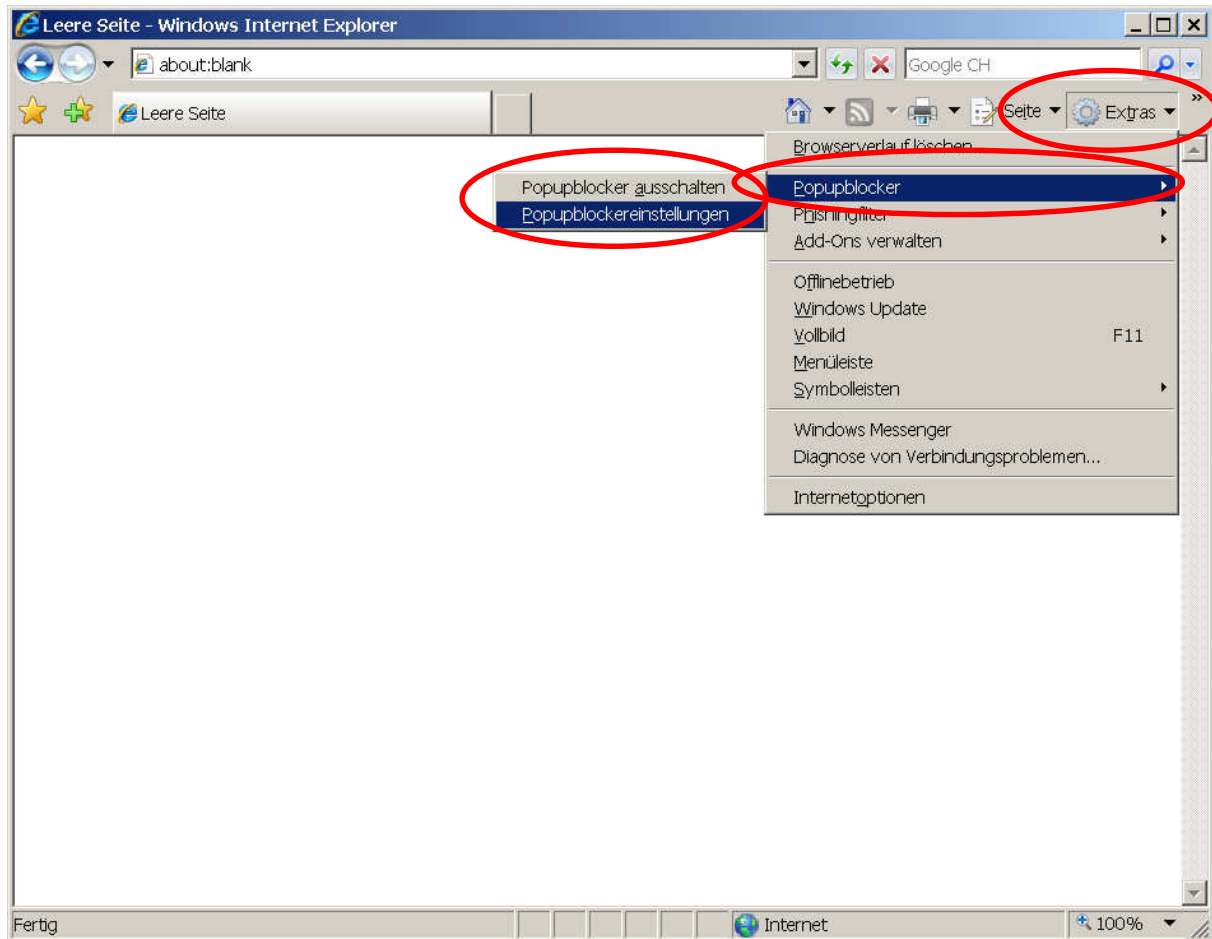 Leere Seite - Windows Internet Explorer
about:blank
Google CH
Leere Seite
Seite
Extras
»
Browserverlauf löschen...
Popupblocker ausschalten
Popupblockereinstellungen
Popupblocker
Phishingfilter
Add-Ons verwalten
Offlinebetrieb
Windows Update
Vollbild F11
Menüleiste
Symbolleisten
Windows Messenger
Diagnose von Verbindungsproblemen...
Internetoptionen
Fertig
Internet
100%